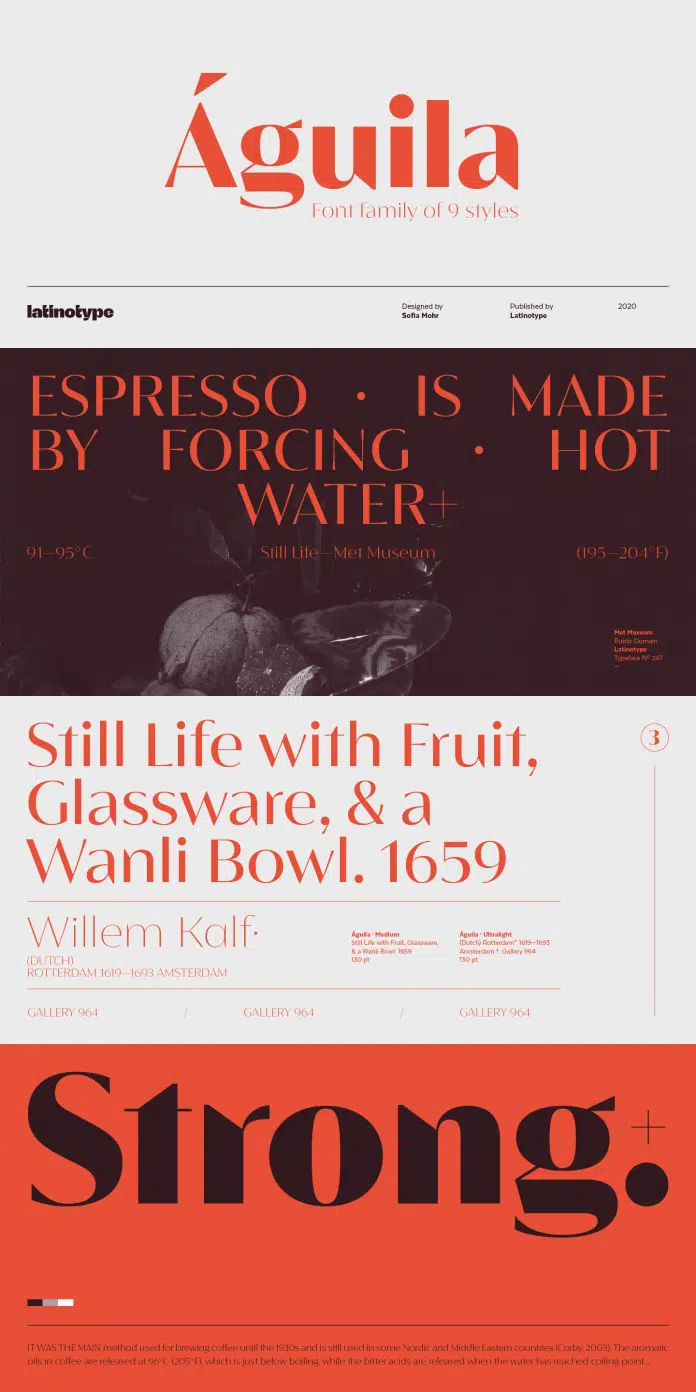 Águila
Font family of 9 styles
latinotype
Designed by
Sofia Mohr
Published by
Latinotype
2020
ESPRESSO · IS MADE
BY FORCING · HOT
WATER+
91—95°C
Still Life—Met Museum
(195—204°F)
Met Museum
Public Domain
Latinotype
Typeface Nº 247
Still Life with Fruit,
Glassware, & a
Wanli Bowl. 1659
3
Willem Kalf·
(DUTCH)
ROTTERDAM 1619—1693 AMSTERDAM
Águila · Medium
Still Life with Fruit, Glassware,
& a Wanli Bowl 1659
130 pt
Águila · Ultralight
(Dutch) Rotterdam* 1619—1693
Amsterdam †. Gallery 964
130 pt
GALLERY 964 / GALLERY 964 / GALLERY 964
Strong.+
IT WAS THE MAIN method used for brewing coffee until the 1930s and is still used in some Nordic and Middle Eastern countries (Corby, 2003). The aromatic
oils in coffee are released at 96°C (205°F), which is just below boiling, while the bitter acids are released when the water has reached coiling point...